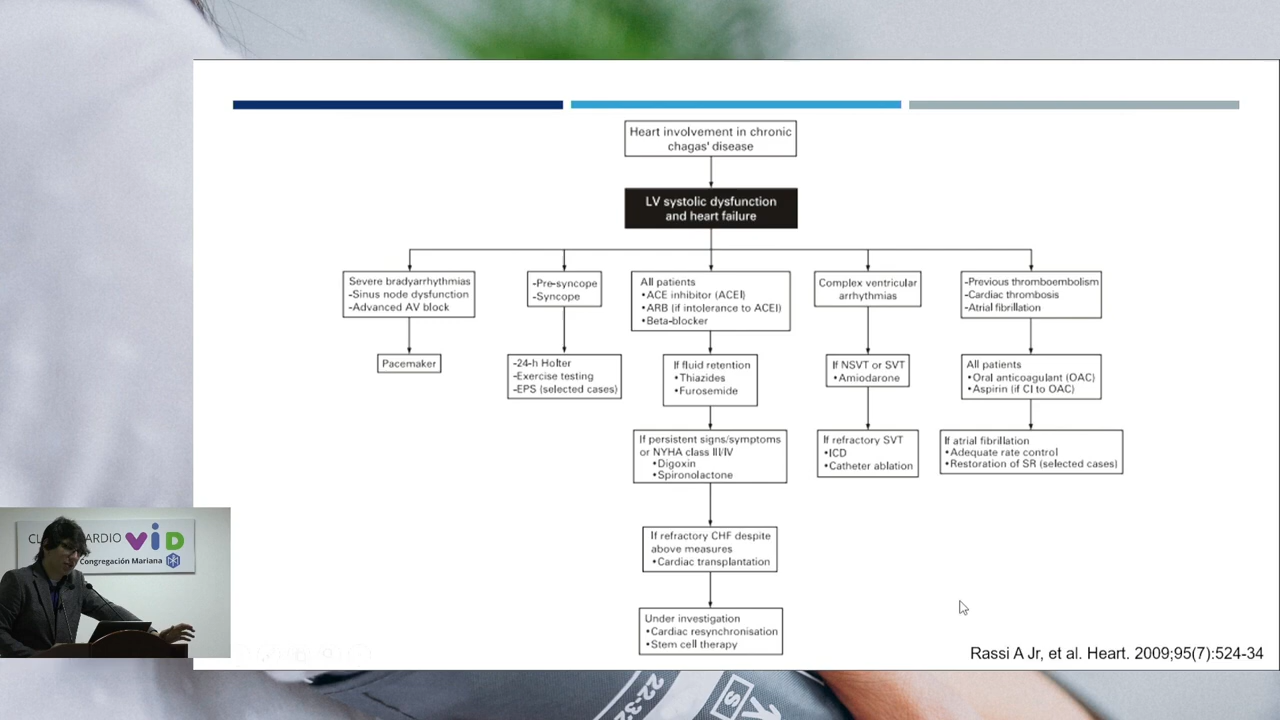 Heart involvement in chronic
chagas' disease
LV systolic dysfunction
and heart failure
Severe bradyarrhythmias
-Sinus node dysfunction
-Advanced AV block
-Pre-syncope
-Syncope
All patients
•ACE inhibitor (ACEI)
•ARB (if intolerance to ACEI)
•Beta-blocker
Complex ventricular
arrhythmias
-Previous thromboembolism
-Cardiac thrombosis
-Atrial fibrillation
Pacemaker
-24-h Holter
-Exercise testing
-EPS (selected cases)
If fluid retention
•Thiazides
•Furosemide
If NSVT or SVT
•Amiodarone
All patients
•Oral anticoagulant (OAC)
•Aspirin (if CI to OAC)
If persistent signs/symptoms
or NYHA class III/IV
•Digoxin
•Spironolactone
If refractory SVT
•ICD
•Catheter ablation
If atrial fibrillation
•Adequate rate control
•Restoration of SR (selected cases)
If refractory CHF despite
above measures
•Cardiac transplantation
Under investigation
•Cardiac resynchronisation
•Stem cell therapy
Rassi A Jr, et al. Heart. 2009;95(7):524-34
ARDIO VID
Congregación Mariana
22-32
S